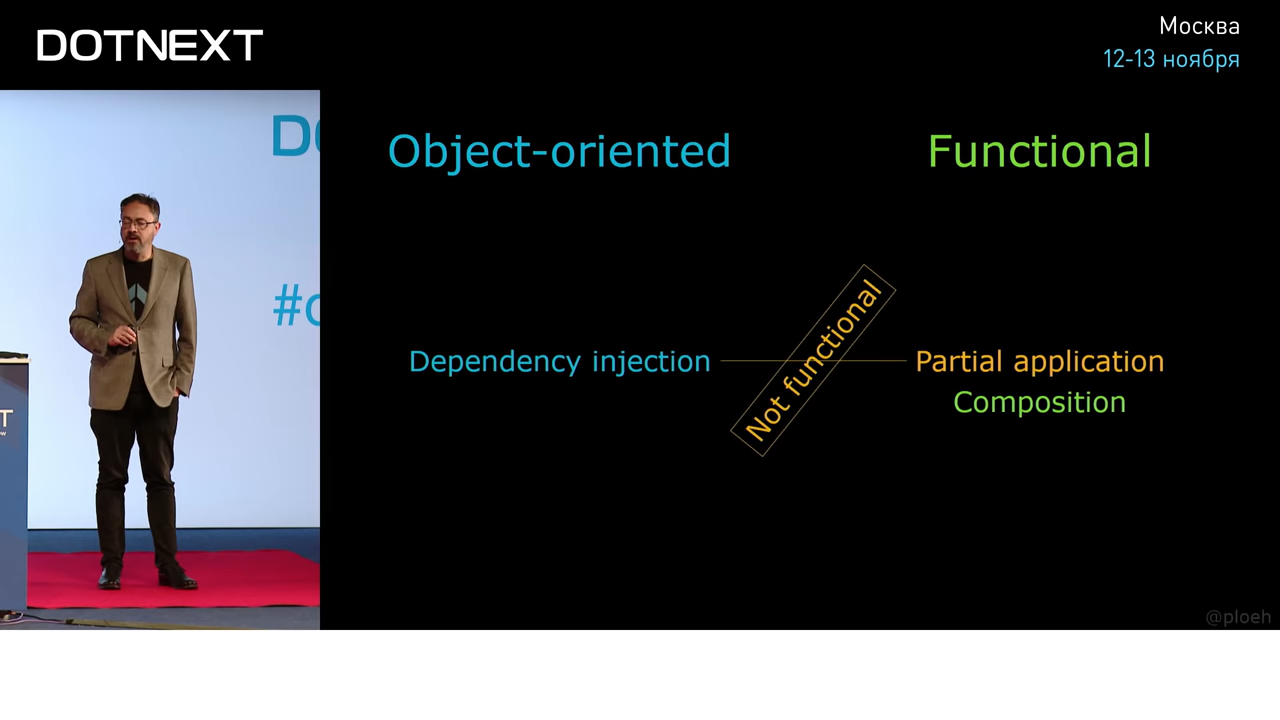 DOTNEXT
Москва
12-13 ноября
Object-oriented
Functional
Not functional
Dependency injection
Partial application
Composition
@ploeh